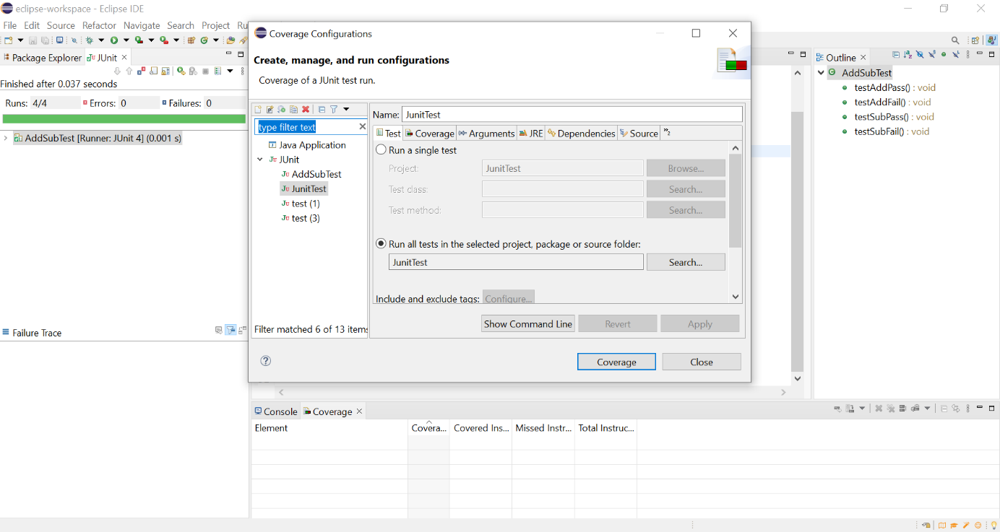 eclipse-workspace - Eclipse IDE
File Edit Source Refactor Navigate Search Project Ru
Package Explorer JUnit
Finished after 0.037 seconds
Runs: 4/4 Errors: 0 Failures: 0
AddSubTest [Runner: JUnit 4] (0.001 s)
Failure Trace
Coverage Configurations
Create, manage, and run configurations
Coverage of a JUnit test run.
type filter text
Java Application
JUnit
AddSubTest
JunitTest
test (1)
test (3)
Filter matched 6 of 13 items
Name: JunitTest
Test Coverage Arguments JRE Dependencies Source »2
Run a single test
Project: JunitTest Browse...
Test class: Search...
Test method: Search...
Run all tests in the selected project, package or source folder:
JunitTest Search...
Include and exclude tags: Configure...
Show Command Line Revert Apply
Coverage Close
Outline
AddSubTest
testAddPass() : void
testAddFail() : void
testSubPass() : void
testSubFail() : void
Console Coverage
Element Covera... Covered Ins... Missed Instr... Total Instruc...